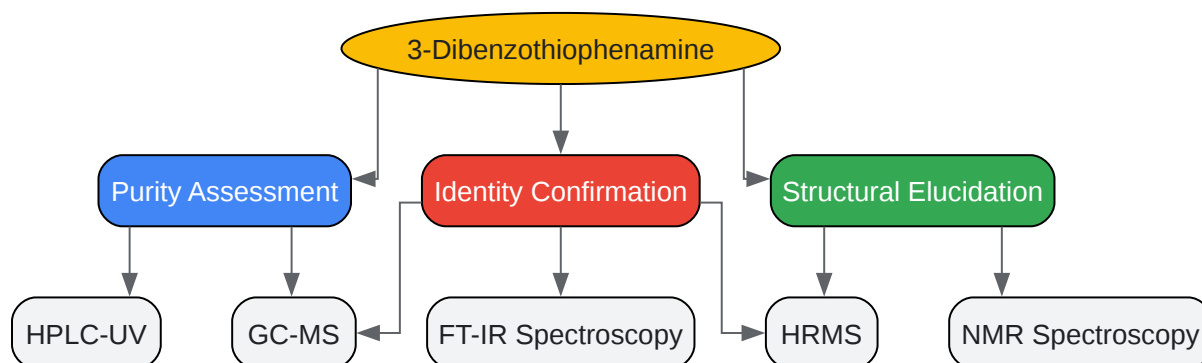 3-Dibenzothiophenamine
Purity Assessment
Identity Confirmation
Structural Elucidation
HPLC-UV
GC-MS
FT-IR Spectroscopy
HRMS
NMR Spectroscopy